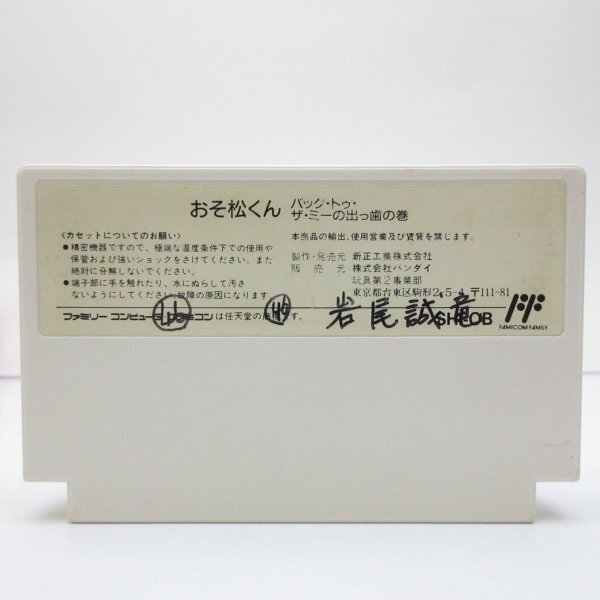 おそ松くん バック・トゥ・
ザ・ミーの出っ歯の巻
〈カセットについてのお願い〉
●精密機器ですので、極端な温度条件下での使用や
保管および強いショックをさけてください。また
絶対に分解しないでください。
●端子部に手を触れたり、水にぬらして汚さ
ないようにしてください。故障の原因になります
ファミリー コンピュータ・ファミコン は任天堂の商標です。
本商品の輸出、使用営業及び賃貸を禁じます。
製作・発売元 新正工業株式会社
販売元 株式会社バンダイ
玩具第2事業部
東京都台東区駒形2-5-4 〒111-81
岩尾誠竜
SHI-OB
FAMICOM FAMILY